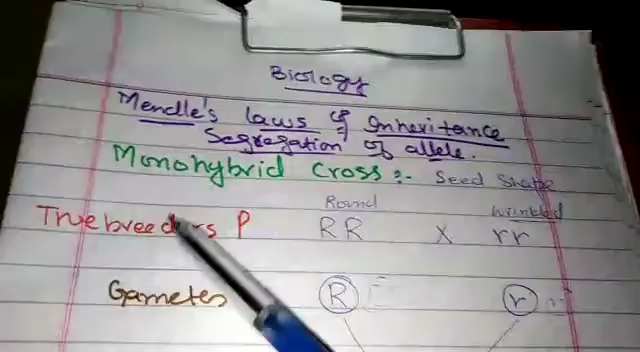 Biology
Mendle's laws of Inheritance
Segregation of allele.
Monohybrid Cross:- Seed Shape
Round wrinkled
True breeders P RR X rr
Gametes R r